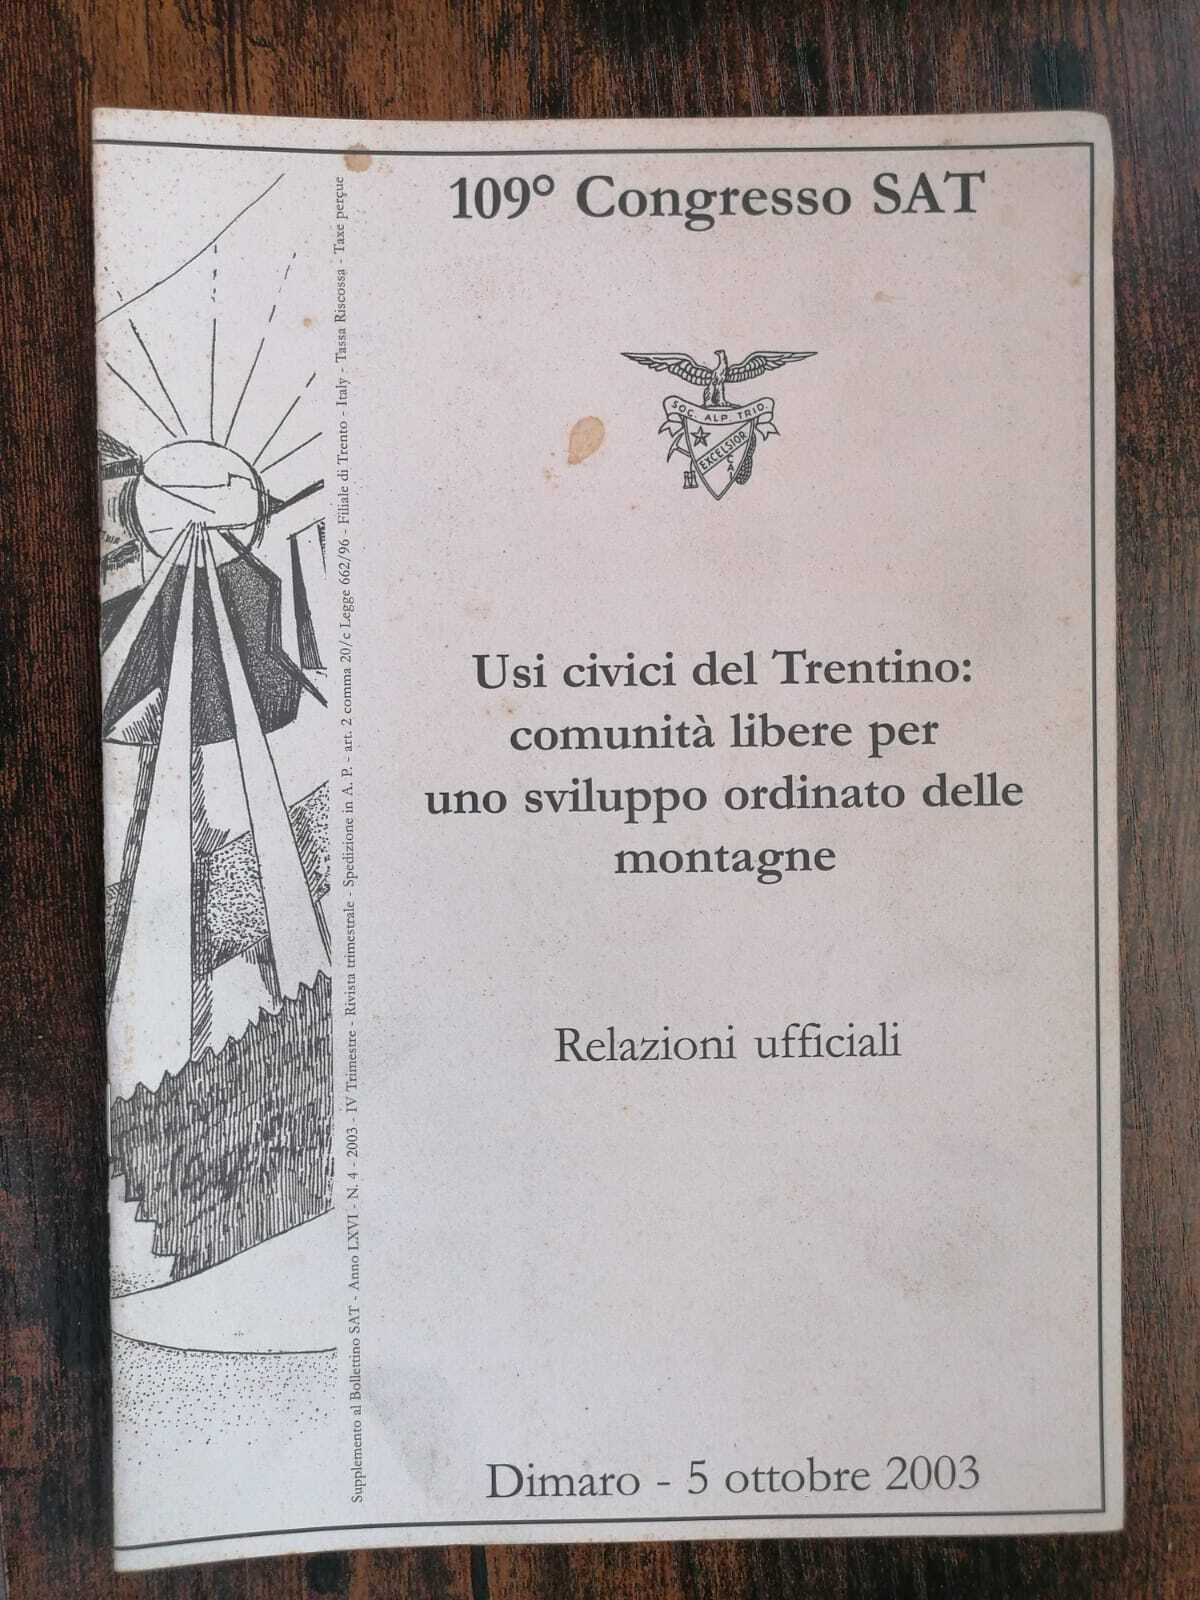 109° Congresso SAT
SOC. ALP. TRID.
EXCELSIOR
CAI
Usi civici del Trentino:
comunità libere per
uno sviluppo ordinato delle
montagne
Relazioni ufficiali
Dimaro - 5 ottobre 2003
Supplemento al Bollettino SAT - Anno LXVI - N. 4 - 2003 - IV Trimestre - Rivista trimestrale - Spedizione in A. P. - art. 2 comma 20/c Legge 662/96 - Filiale di Trento - Italy - Tassa Riscossa - Taxe perçue